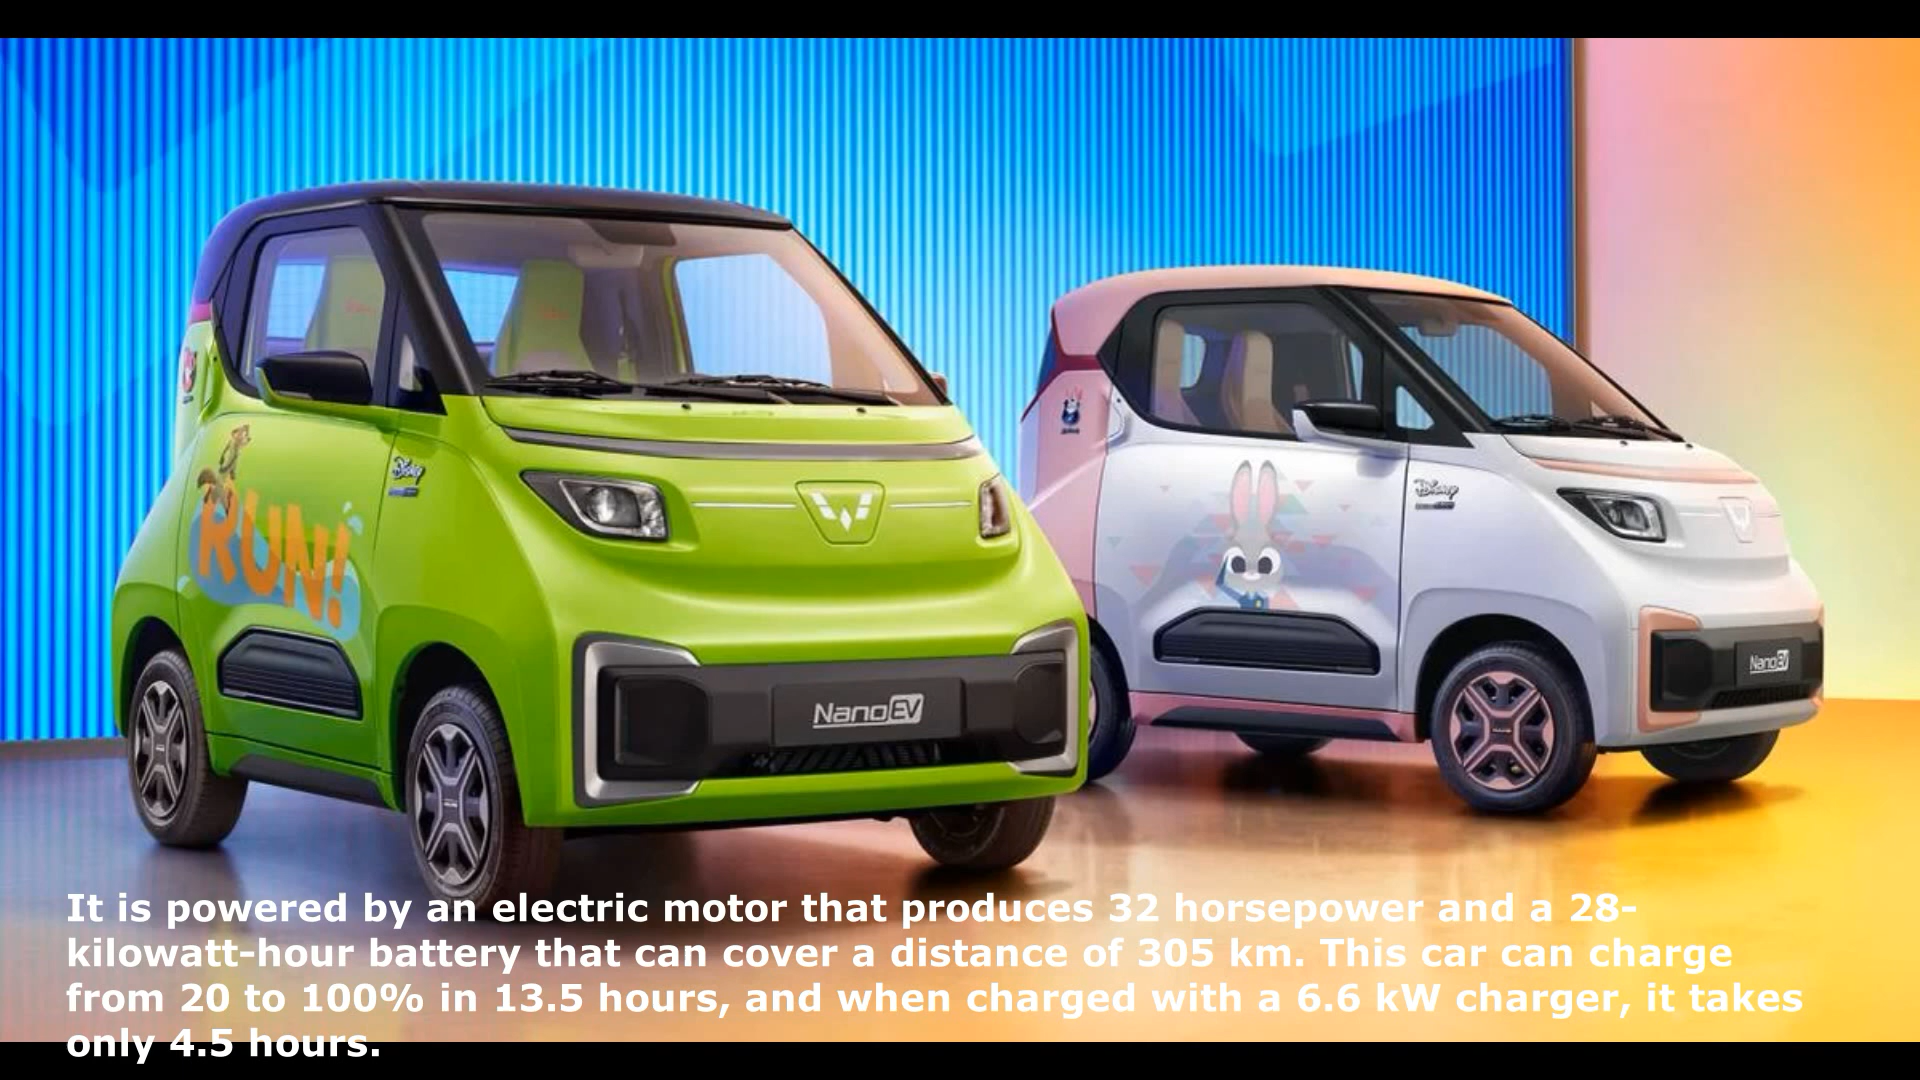 RUN!
Disney
NanoEV
Disney
NanoEV
It is powered by an electric motor that produces 32 horsepower and a 28-
kilowatt-hour battery that can cover a distance of 305 km. This car can charge
from 20 to 100% in 13.5 hours, and when charged with a 6.6 kW charger, it takes
only 4.5 hours.